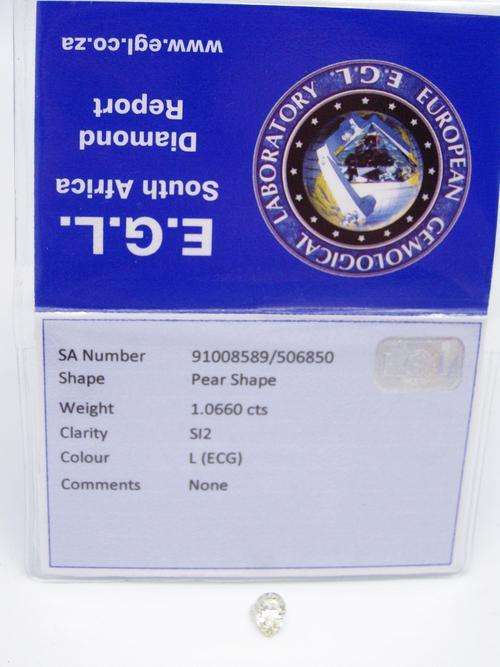 E.G.L.
South Africa
Diamond
Report
www.egl.co.za
E.G.L. EUROPEAN GEMOLOGICAL LABORATORY
SA Number 91008589/506850
Shape Pear Shape
Weight 1.0660 cts
Clarity SI2
Colour L (ECG)
Comments None